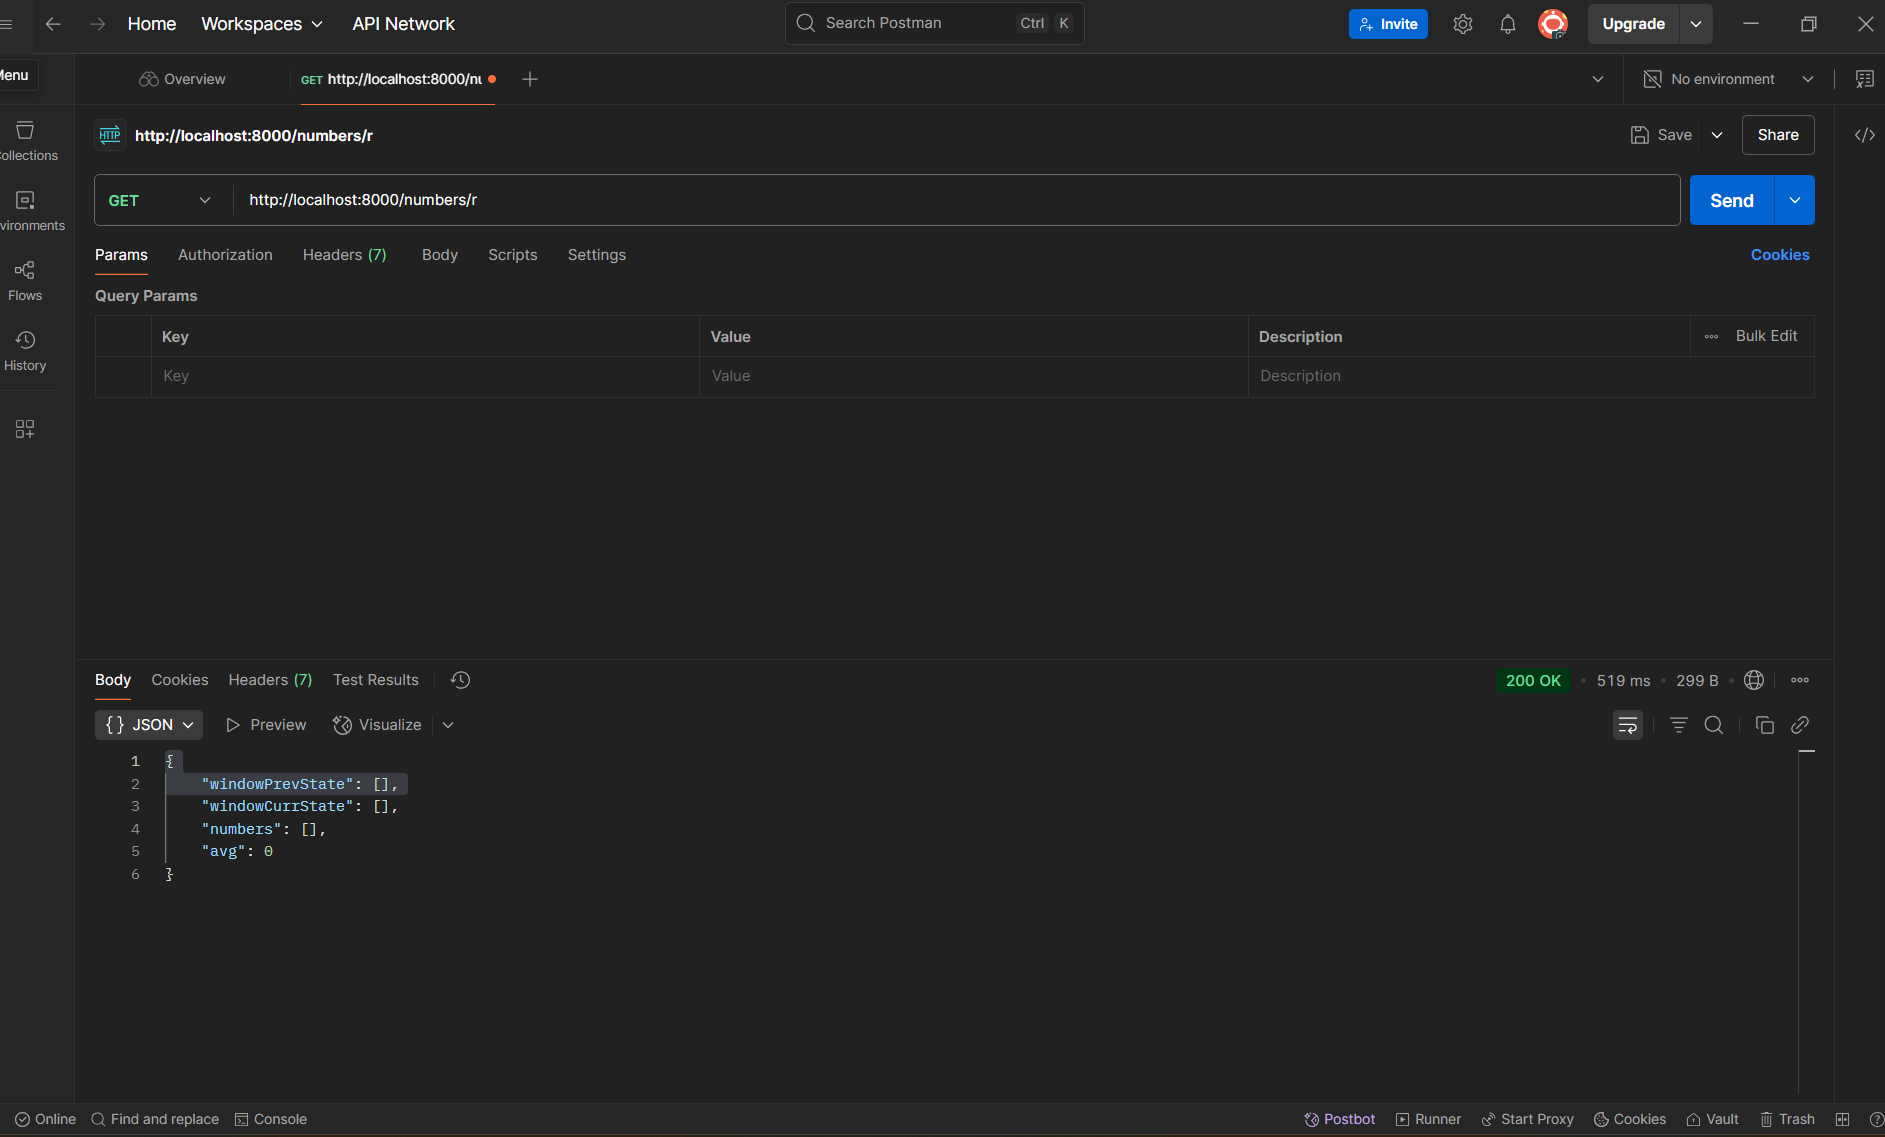 Home Workspaces API Network Search Postman Ctrl K Invite Upgrade
Menu
Overview GET http://localhost:8000/nu No environment
HTTP http://localhost:8000/numbers/r Save Share
Collections
GET http://localhost:8000/numbers/r Send
Environments
Params Authorization Headers (7) Body Scripts Settings Cookies
Flows
Query Params
Key Value Description Bulk Edit
History
Key Value Description
Body Cookies Headers (7) Test Results 200 OK 519 ms 299 B
{} JSON Preview Visualize
1 {
2 "windowPrevState": [],
3 "windowCurrState": [],
4 "numbers": [],
5 "avg": 0
6 }
Online Find and replace Console Postbot Runner Start Proxy Cookies Vault Trash